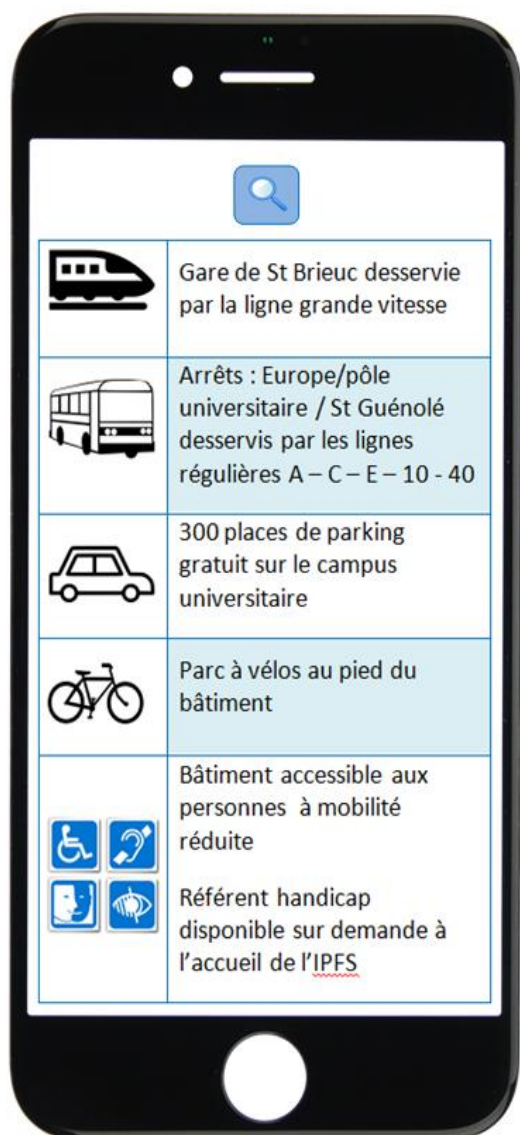 Gare de St Brieuc desservie
par la ligne grande vitesse
Arrêts : Europe/pôle
universitaire / St Guénolé
desservis par les lignes
régulières A – C – E – 10 - 40
300 places de parking
gratuit sur le campus
universitaire
Parc à vélos au pied du
bâtiment
Bâtiment accessible aux
personnes à mobilité
réduite
Référent handicap
disponible sur demande à
l’accueil de l’IPFS